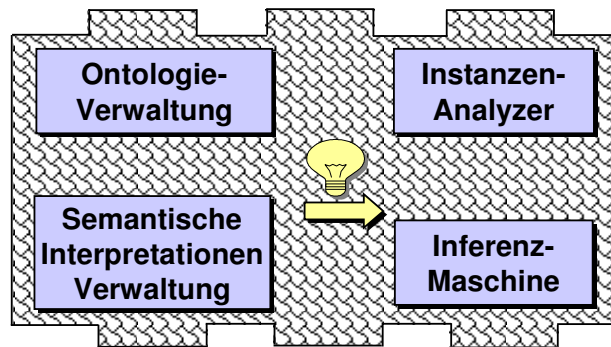 Ontologie-
Verwaltung
Instanzen-
Analyzer
Semantische
Interpretationen
Verwaltung
Inferenz-
Maschine